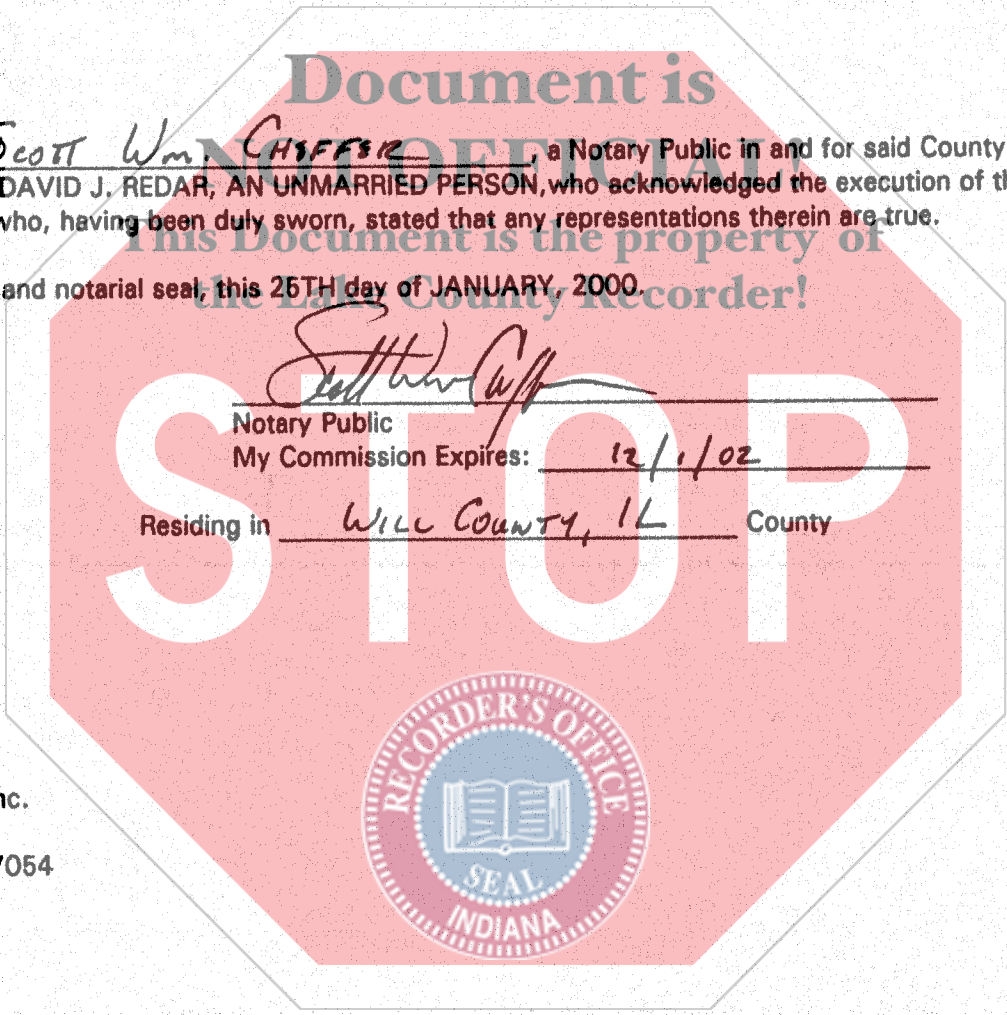 Document is
NOT OFFICIAL!
Scott Wm. CHEFFER, a Notary Public in and for said County
DAVID J. REDAR, AN UNMARRIED PERSON, who acknowledged the execution of
who, having been duly sworn, stated that any representations therein are true.
This Document is the property of
the Lake County Recorder!
and notarial seal, this 25TH day of JANUARY, 2000.
Notary Public
My Commission Expires: 12/1/02
Residing in WILL COUNTY, IL County
STOP
RECORDER'S OFFICE
SEAL
INDIANA
nc.
7054